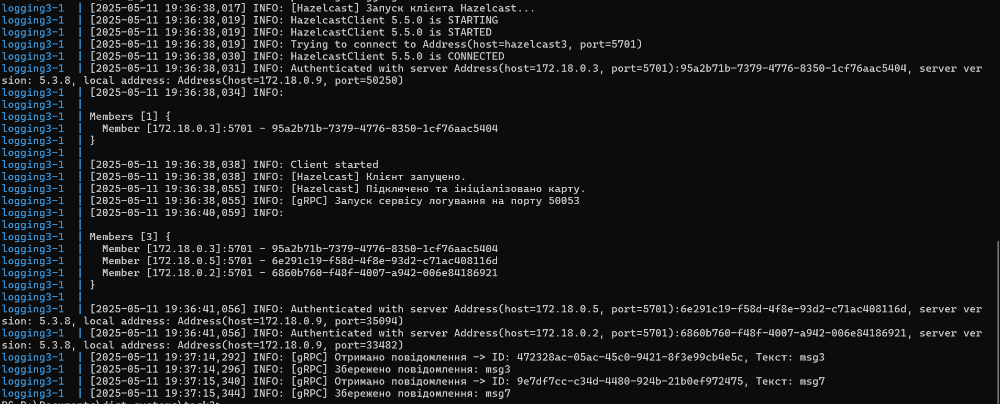 logging3-1  | [2025-05-11 19:36:38,017] INFO: [Hazelcast] Запуск клієнта Hazelcast...
logging3-1  | [2025-05-11 19:36:38,019] INFO: HazelcastClient 5.5.0 is STARTING
logging3-1  | [2025-05-11 19:36:38,019] INFO: HazelcastClient 5.5.0 is STARTED
logging3-1  | [2025-05-11 19:36:38,019] INFO: Trying to connect to Address(host=hazelcast3, port=5701)
logging3-1  | [2025-05-11 19:36:38,030] INFO: HazelcastClient 5.5.0 is CONNECTED
logging3-1  | [2025-05-11 19:36:38,031] INFO: Authenticated with server Address(host=172.18.0.3, port=5701):95a2b71b-7379-4776-8350-1cf76aac5404, server ver
sion: 5.3.8, local address: Address(host=172.18.0.9, port=50250)
logging3-1  | [2025-05-11 19:36:38,034] INFO:
logging3-1  |
logging3-1  | Members [1] {
logging3-1  |   Member [172.18.0.3]:5701 - 95a2b71b-7379-4776-8350-1cf76aac5404
logging3-1  | }
logging3-1  |
logging3-1  | [2025-05-11 19:36:38,038] INFO: Client started
logging3-1  | [2025-05-11 19:36:38,038] INFO: [Hazelcast] Клієнт запущено.
logging3-1  | [2025-05-11 19:36:38,055] INFO: [Hazelcast] Підключено та ініціалізовано карту.
logging3-1  | [2025-05-11 19:36:38,055] INFO: [gRPC] Запуск сервісу логування на порту 50053
logging3-1  | [2025-05-11 19:36:40,059] INFO:
logging3-1  |
logging3-1  | Members [3] {
logging3-1  |   Member [172.18.0.3]:5701 - 95a2b71b-7379-4776-8350-1cf76aac5404
logging3-1  |   Member [172.18.0.5]:5701 - 6e291c19-f58d-4f8e-93d2-c71ac408116d
logging3-1  |   Member [172.18.0.2]:5701 - 6860b760-f48f-4007-a942-006e84186921
logging3-1  | }
logging3-1  |
logging3-1  | [2025-05-11 19:36:41,056] INFO: Authenticated with server Address(host=172.18.0.5, port=5701):6e291c19-f58d-4f8e-93d2-c71ac408116d, server ver
sion: 5.3.8, local address: Address(host=172.18.0.9, port=35094)
logging3-1  | [2025-05-11 19:36:41,056] INFO: Authenticated with server Address(host=172.18.0.2, port=5701):6860b760-f48f-4007-a942-006e84186921, server ver
sion: 5.3.8, local address: Address(host=172.18.0.9, port=33482)
logging3-1  | [2025-05-11 19:37:14,292] INFO: [gRPC] Отримано повідомлення -> ID: 472328ac-05ac-45c0-9421-8f3e99cb4e5c, Текст: msg3
logging3-1  | [2025-05-11 19:37:14,296] INFO: [gRPC] Збережено повідомлення: msg3
logging3-1  | [2025-05-11 19:37:15,340] INFO: [gRPC] Отримано повідомлення -> ID: 9e7df7cc-c34d-4480-924b-21b0ef972475, Текст: msg7
logging3-1  | [2025-05-11 19:37:15,344] INFO: [gRPC] Збережено повідомлення: msg7